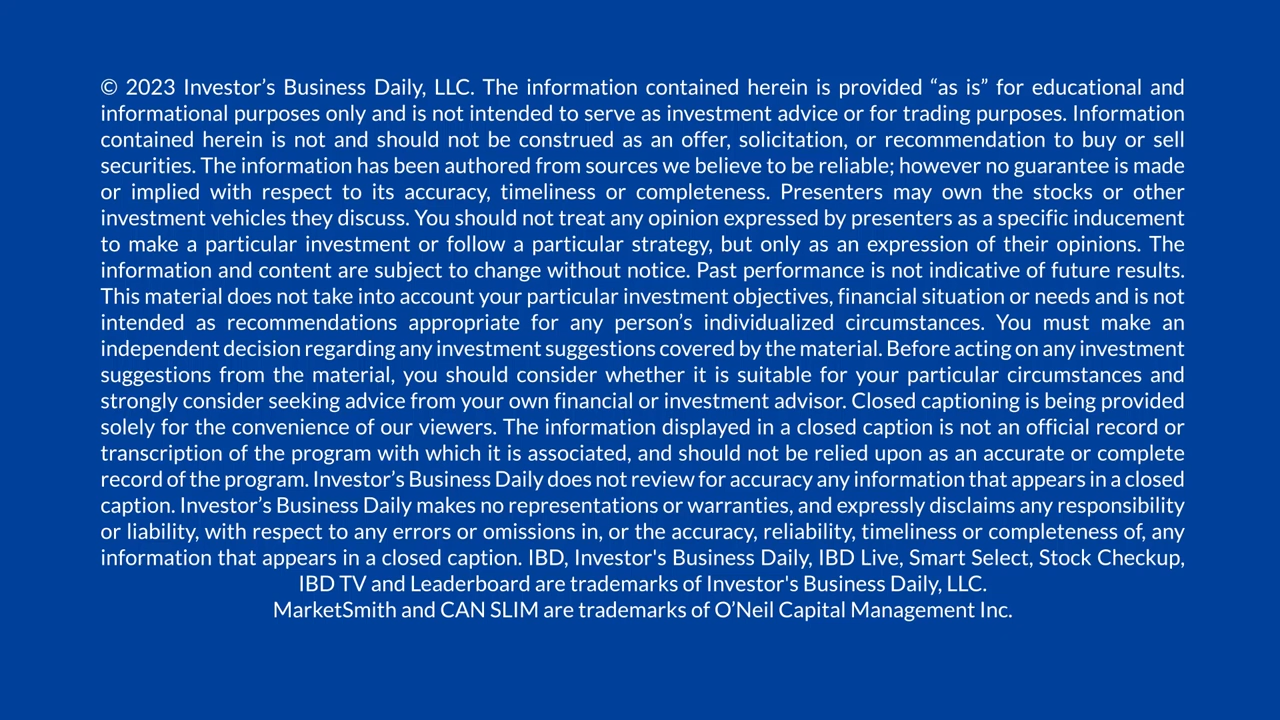 © 2023 Investor’s Business Daily, LLC. The information contained herein is provided “as is” for educational and
informational purposes only and is not intended to serve as investment advice or for trading purposes. Information
contained herein is not and should not be construed as an offer, solicitation, or recommendation to buy or sell
securities. The information has been authored from sources we believe to be reliable; however no guarantee is made
or implied with respect to its accuracy, timeliness or completeness. Presenters may own the stocks or other
investment vehicles they discuss. You should not treat any opinion expressed by presenters as a specific inducement
to make a particular investment or follow a particular strategy, but only as an expression of their opinions. The
information and content are subject to change without notice. Past performance is not indicative of future results.
This material does not take into account your particular investment objectives, financial situation or needs and is not
intended as recommendations appropriate for any person’s individualized circumstances. You must make an
independent decision regarding any investment suggestions covered by the material. Before acting on any investment
suggestions from the material, you should consider whether it is suitable for your particular circumstances and
strongly consider seeking advice from your own financial or investment advisor. Closed captioning is being provided
solely for the convenience of our viewers. The information displayed in a closed caption is not an official record or
transcription of the program with which it is associated, and should not be relied upon as an accurate or complete
record of the program. Investor’s Business Daily does not review for accuracy any information that appears in a closed
caption. Investor’s Business Daily makes no representations or warranties, and expressly disclaims any responsibility
or liability, with respect to any errors or omissions in, or the accuracy, reliability, timeliness or completeness of, any
information that appears in a closed caption. IBD, Investor's Business Daily, IBD Live, Smart Select, Stock Checkup,
IBD TV and Leaderboard are trademarks of Investor's Business Daily, LLC.
MarketSmith and CAN SLIM are trademarks of O’Neil Capital Management Inc.